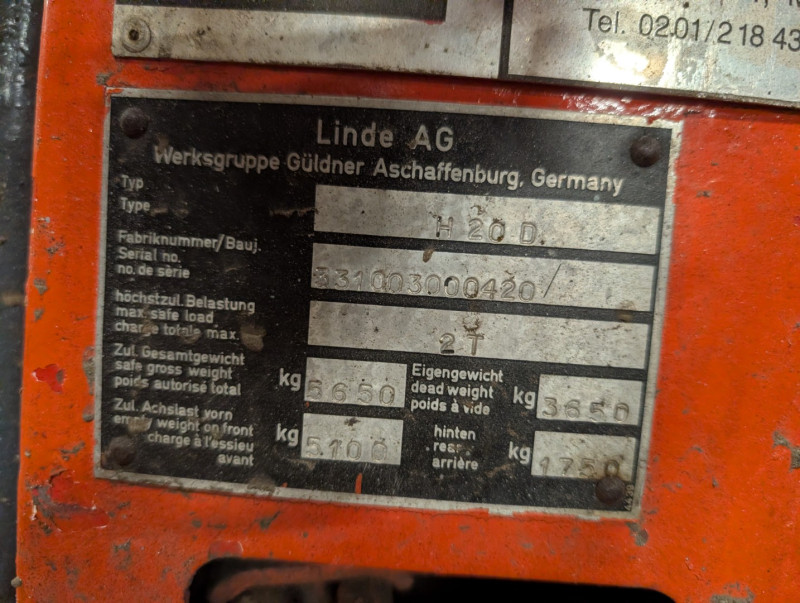 Tel. 0201/218 43
Linde AG
Werksgruppe Güldner Aschaffenburg, Germany
Typ
Type
H 20 D
Fabriknummer/Bauj.
Serial no.
no. de série
331003000420/
höchstzul. Belastung
max. safe load
charge totale max.
2 T
Zul. Gesamtgewicht
safe gross weight
poids autorisé total
kg 5650
Eigengewicht
dead weight
poids à vide
kg 3650
Zul. Achslast vorn
empty weight on front
charge à l'essieu
avant
kg 5100
hinten
rear
arrière
kg 1750